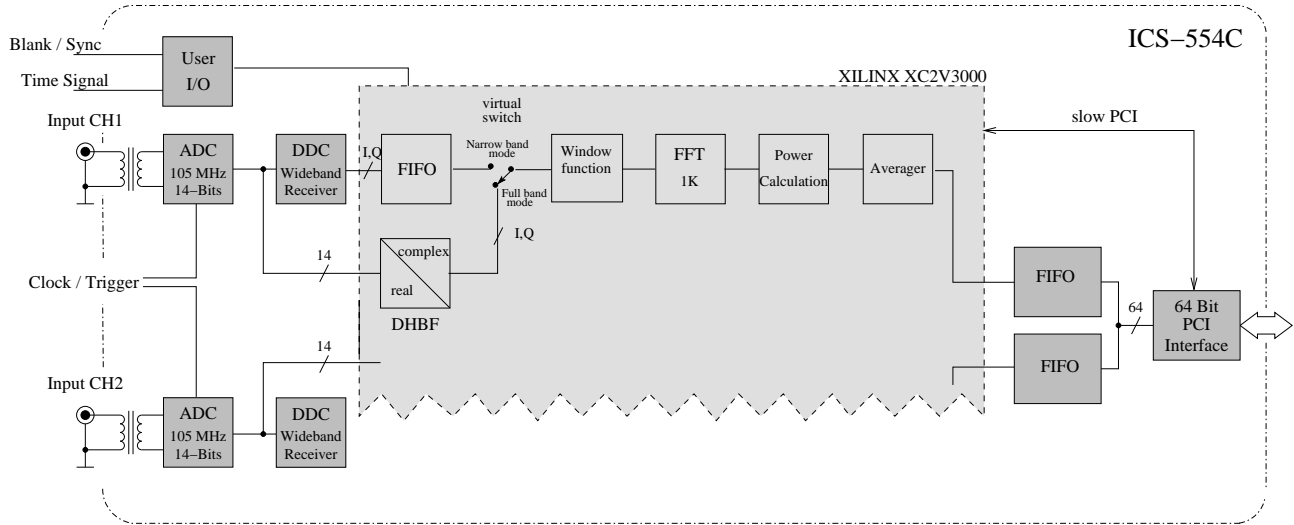 ICS−554C
Blank / Sync
Time Signal
User
I/O
XILINX XC2V3000
slow PCI
Input CH1
ADC
105 MHz
14−Bits
DDC
Wideband
Receiver
I,Q
FIFO
virtual
switch
Narrow band
mode
Full band
mode
Window
function
FFT
1K
Power
Calculation
Averager
I,Q
14
complex
real
DHBF
Clock / Trigger
FIFO
64
64 Bit
PCI
Interface
14
FIFO
Input CH2
ADC
105 MHz
14−Bits
DDC
Wideband
Receiver